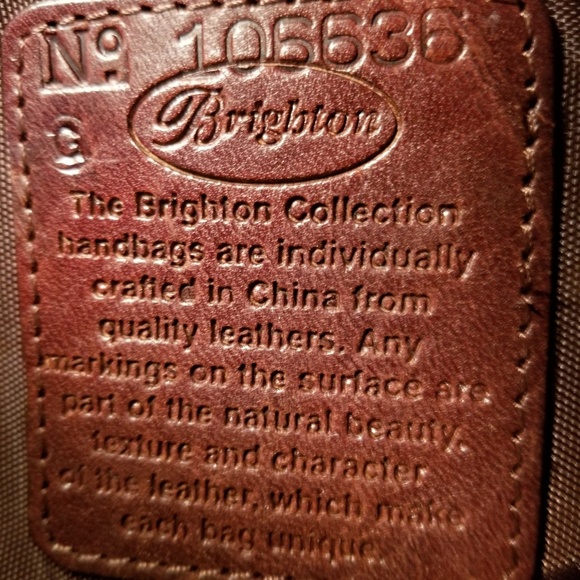 Nº 105636
Brighton
G
The Brighton Collection
handbags are individually
crafted in China from
quality leathers. Any
markings on the surface are
part of the natural beauty,
texture and character
of the leather, which make
each bag unique.